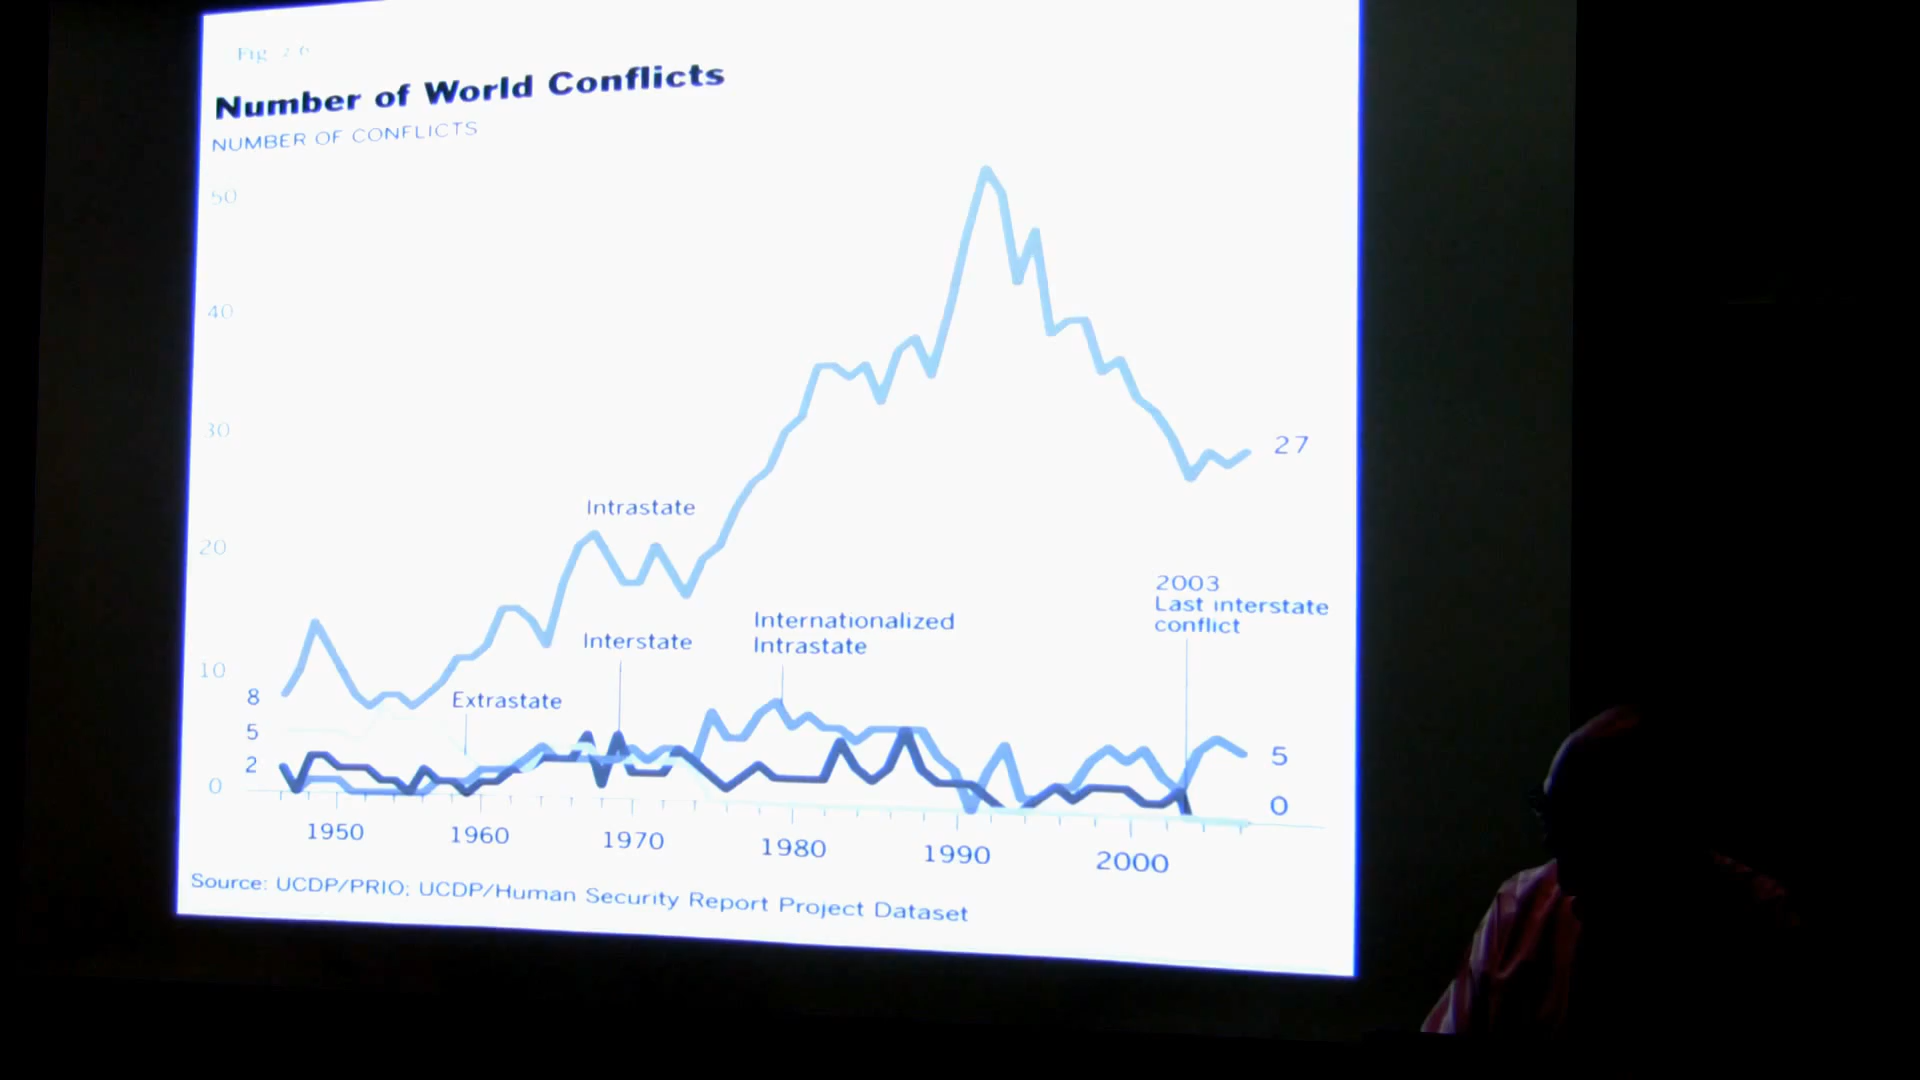 Fig 2.6
Number of World Conflicts
NUMBER OF CONFLICTS
50
40
30
27
Intrastate
20
2003
Last interstate
conflict
Internationalized
Intrastate
Interstate
10
Extrastate
8
5
5
2
0
0
1950 1960 1970 1980 1990 2000
Source: UCDP/PRIO; UCDP/Human Security Report Project Dataset